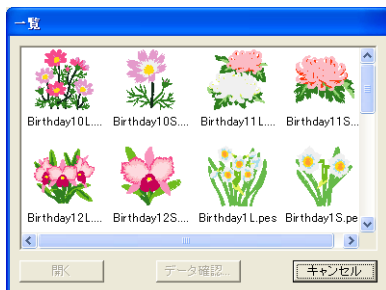 一覧
Birthday10L.... Birthday10S.... Birthday11L.... Birthday11S....
Birthday12L.... Birthday12S.... Birthday1L.pes Birthday1S.pe
開く データ確認... キャンセル